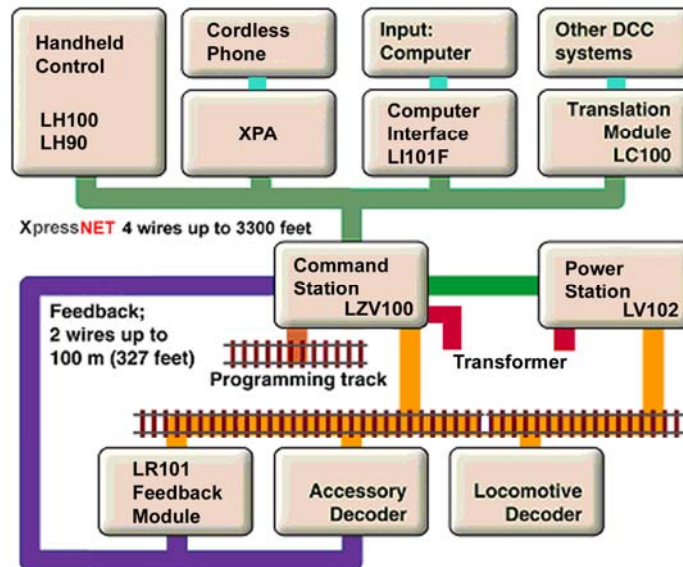 Handheld
Control
LH100
LH90
Cordless
Phone
XPA
Input:
Computer
Computer
Interface
LI101F
Other DCC
systems
Translation
Module
LC100
XpressNET 4 wires up to 3300 feet
Command
Station
LZV100
Power
Station
LV102
Feedback;
2 wires up to
100 m (327 feet)
Transformer
Programming track
LR101
Feedback
Module
Accessory
Decoder
Locomotive
Decoder